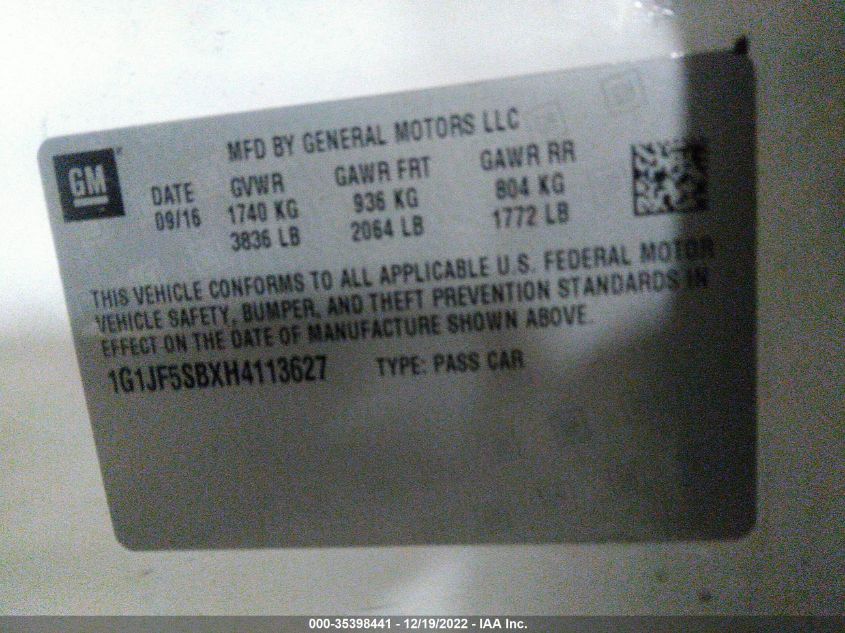 MFD BY GENERAL MOTORS LLC
GM
DATE GVWR GAWR FRT GAWR RR
09/16 1740 KG 936 KG 804 KG
3836 LB 2064 LB 1772 LB
THIS VEHICLE CONFORMS TO ALL APPLICABLE U.S. FEDERAL MOTOR
VEHICLE SAFETY, BUMPER, AND THEFT PREVENTION STANDARDS IN
EFFECT ON THE DATE OF MANUFACTURE SHOWN ABOVE.
1G1JF5SBXH4113627 TYPE: PASS CAR
000-35398441 - 12/19/2022 - IAA Inc.